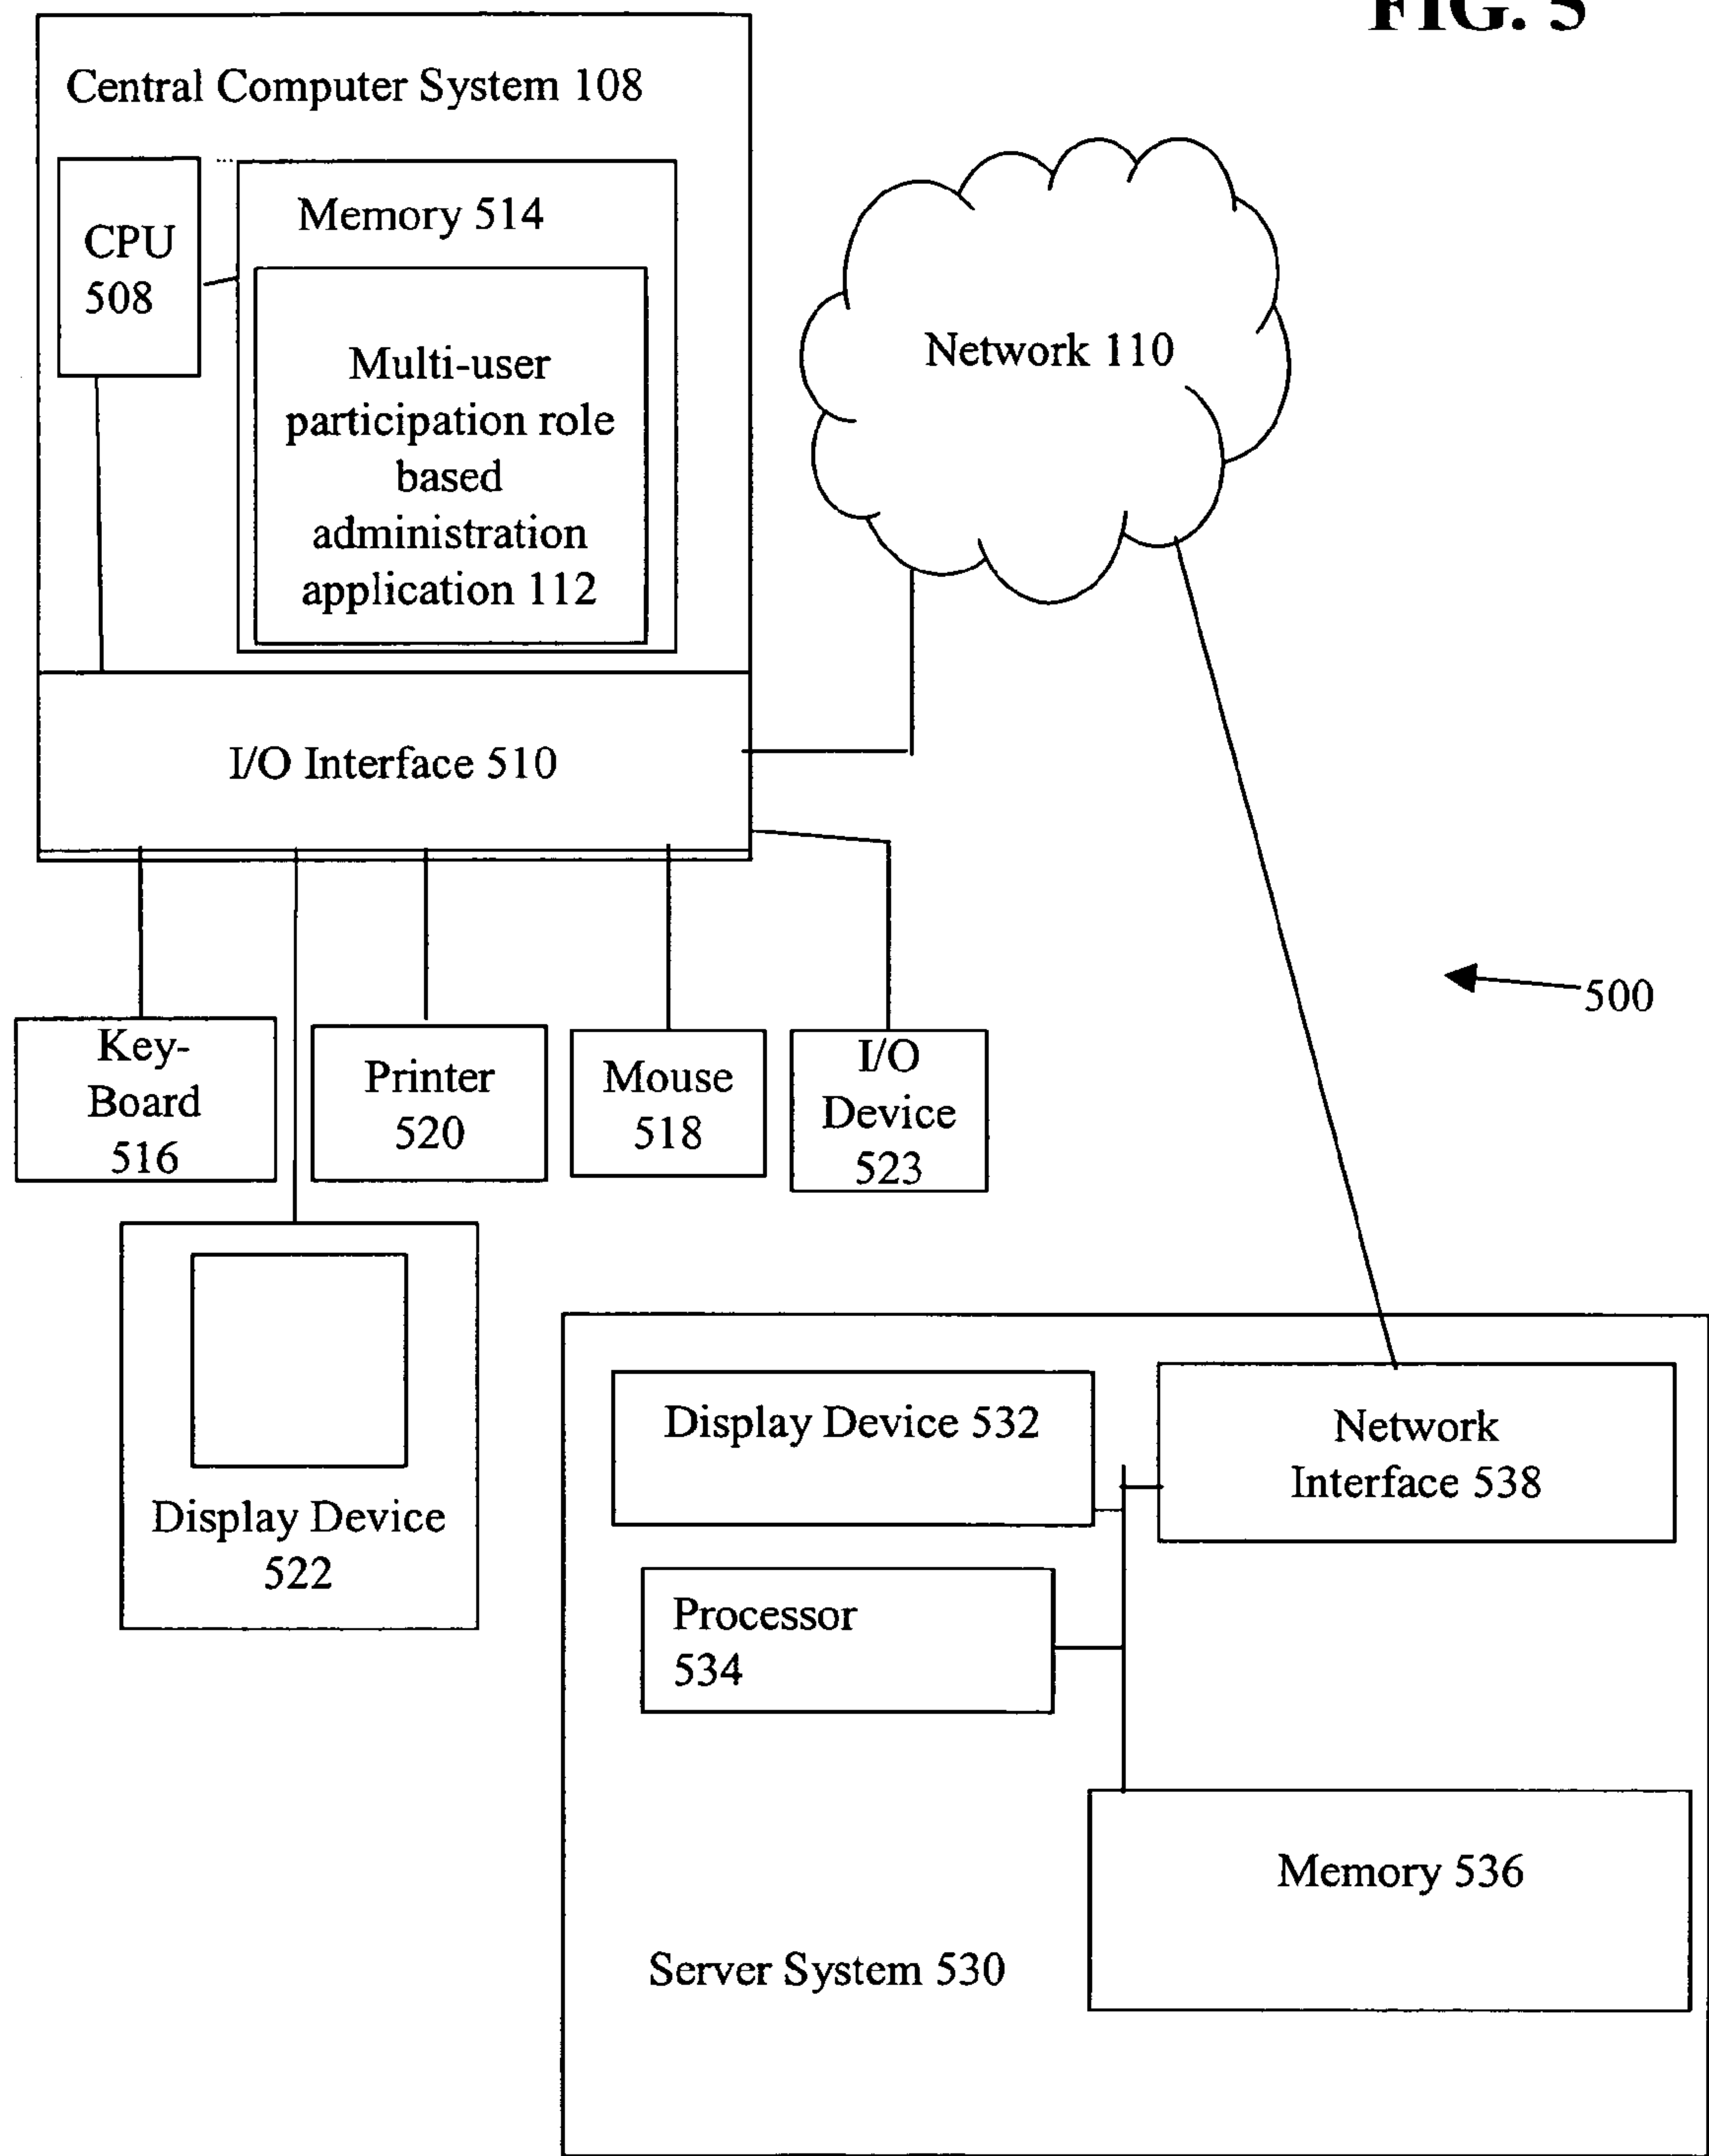 FIG. 5
Central Computer System 108
CPU
508
Memory 514
Multi-user
participation role
based
administration
application 112
Network 110
I/O Interface 510
500
Key-
Board
516
Printer
520
Mouse
518
I/O
Device
523
Display Device
522
Display Device 532
Network
Interface 538
Processor
534
Memory 536
Server System 530